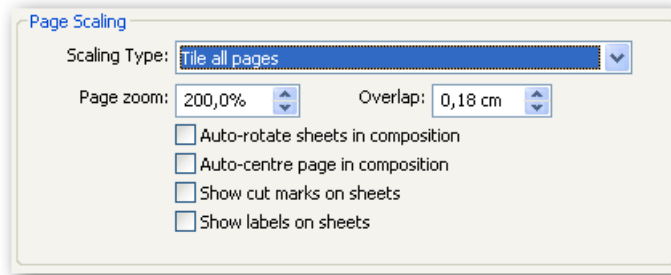 Page Scaling
Scaling Type: Tile all pages
Page zoom: 200,0% Overlap: 0,18 cm
Auto-rotate sheets in composition
Auto-centre page in composition
Show cut marks on sheets
Show labels on sheets